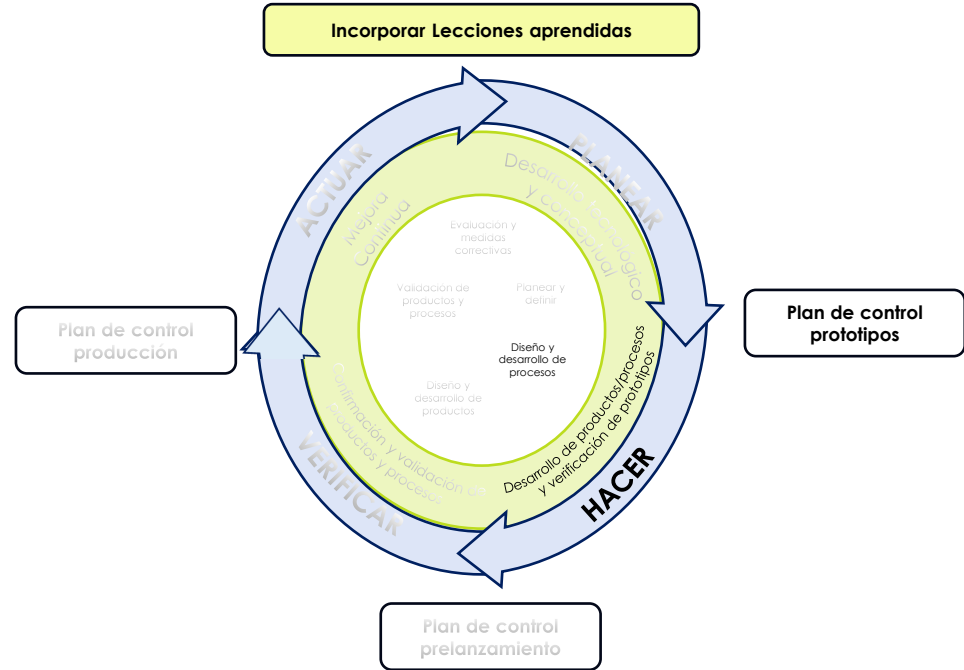 Incorporar Lecciones aprendidas
ACTUAR
PLANEAR
Mejora
Continua
Desarrollo tecnológico
y conceptual
Evaluación y
medidas
correctivas
Validación de
productos y
procesos
Planear y
definir
Plan de control
producción
Plan de control
prototipos
Diseño y
desarrollo de
procesos
Diseño y
desarrollo de
productos
Confirmación y validación de
productos y procesos
Desarrollo de productos/procesos
y verificación de prototipos
VERIFICAR
HACER
Plan de control
prelanzamiento